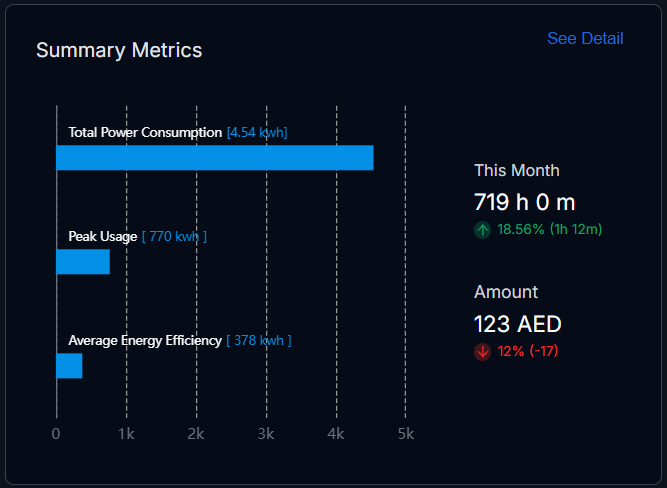 Summary Metrics
See Detail
Total Power Consumption [4.54 kwh]
Peak Usage [ 770 kwh ]
Average Energy Efficiency [ 378 kwh ]
0 1k 2k 3k 4k 5k
This Month
719 h 0 m
18.56% (1h 12m)
Amount
123 AED
12% (-17)